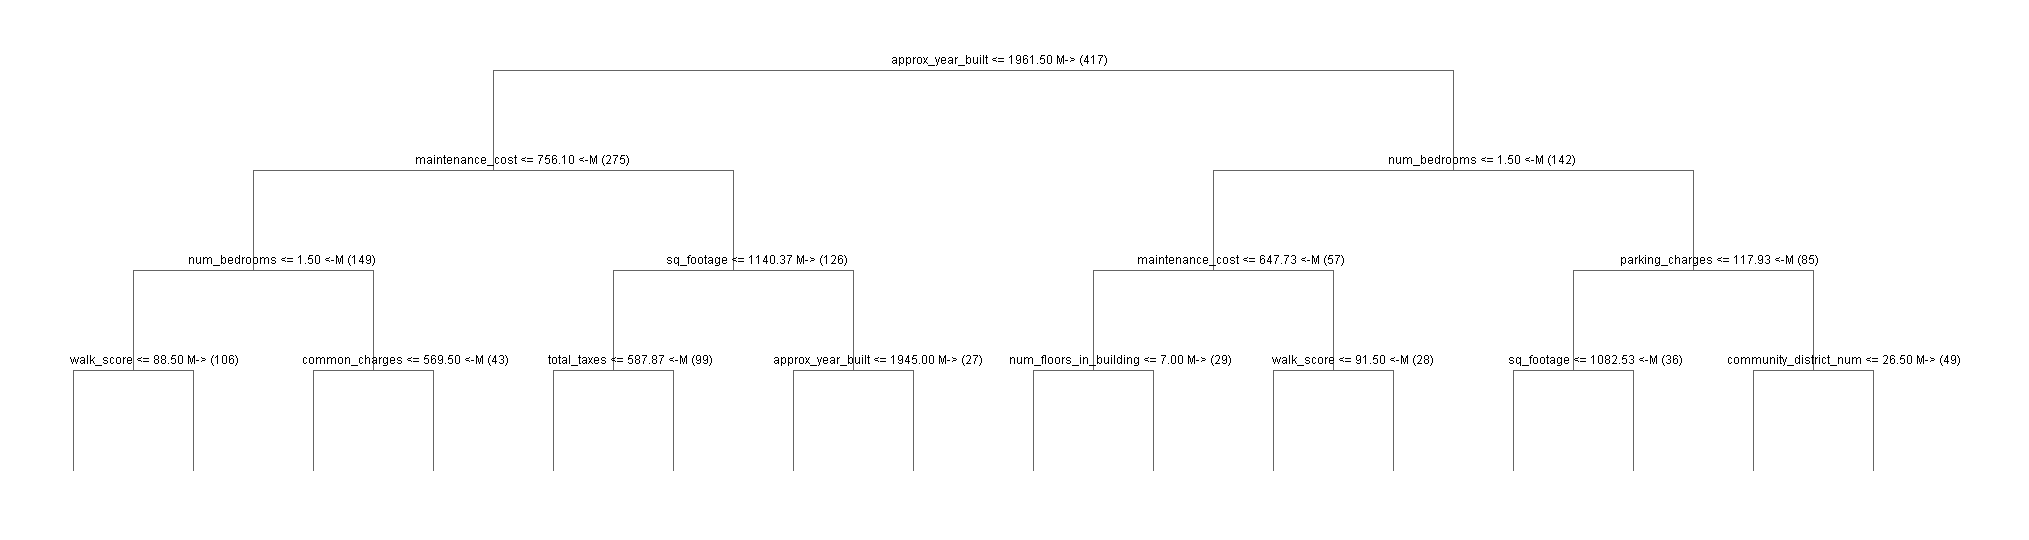 approx_year_built <= 1961.50 M-> (417)
maintenance_cost <= 756.10 <-M (275)
num_bedrooms <= 1.50 <-M (142)
num_bedrooms <= 1.50 <-M (149)
sq_footage <= 1140.37 M-> (126)
maintenance_cost <= 647.73 <-M (57)
parking_charges <= 117.93 <-M (85)
walk_score <= 88.50 M-> (106)
common_charges <= 569.50 <-M (43)
total_taxes <= 587.87 <-M (99)
approx_year_built <= 1945.00 M-> (27)
num_floors_in_building <= 7.00 M-> (29)
walk_score <= 91.50 <-M (28)
sq_footage <= 1082.53 <-M (36)
community_district_num <= 26.50 M-> (49)